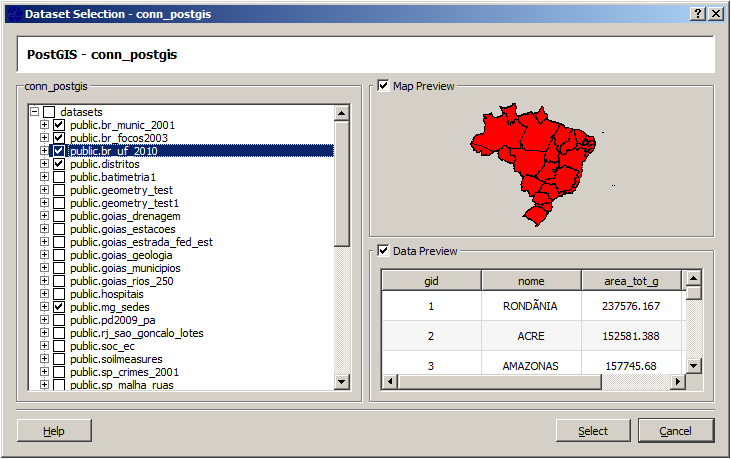 Dataset Selection - conn_postgis
PostGIS - conn_postgis
conn_postgis
datasets
public.br_munic_2001
public.br_focos2003
public.br_uf_2010
public.distritos
public.batimetria1
public.geometry_test
public.geometry_test1
public.goias_drenagem
public.goias_estacoes
public.goias_estrada_fed_est
public.goias_geologia
public.goias_municipios
public.goias_rios_250
public.hospitais
public.mg_sedes
public.pd2009_pa
public.rj_sao_goncalo_lotes
public.soc_ec
public.soilmeasures
public.sp_crimes_2001
public.sp_malha_ruas
Map Preview
Data Preview
gid nome area_tot_g
1 RONDÃNIA 237576.167
2 ACRE 152581.388
3 AMAZONAS 157745.68
Help Select Cancel